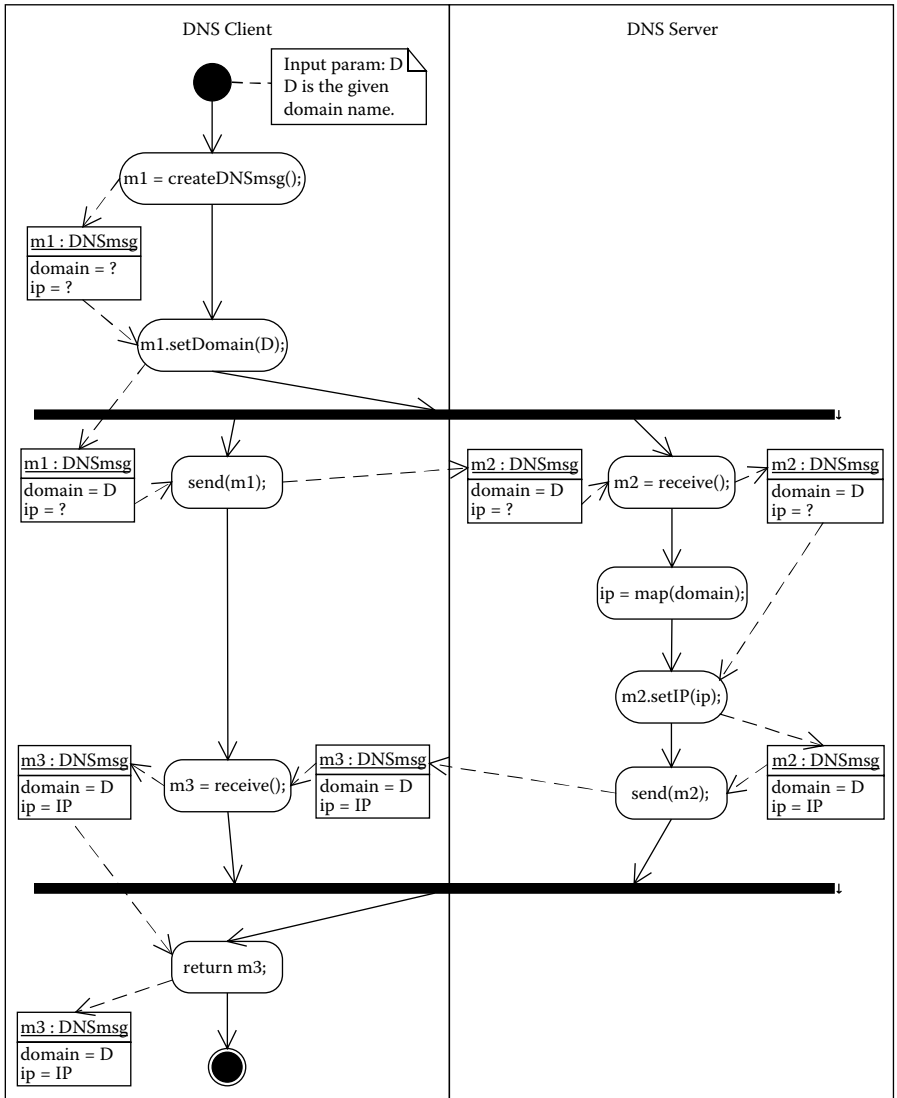 DNS Client
DNS Server
Input param: D
D is the given
domain name.
m1 = createDNSmsg();
m1 : DNSmsg
domain = ?
ip = ?
m1.setDomain(D);
m1 : DNSmsg
domain = D
ip = ?
send(m1);
m2 : DNSmsg
domain = D
ip = ?
m2 = receive();
m2 : DNSmsg
domain = D
ip = ?
ip = map(domain);
m2.setIP(ip);
m3 : DNSmsg
domain = D
ip = IP
m3 = receive();
m3 : DNSmsg
domain = D
ip = IP
send(m2);
m2 : DNSmsg
domain = D
ip = IP
return m3;
m3 : DNSmsg
domain = D
ip = IP